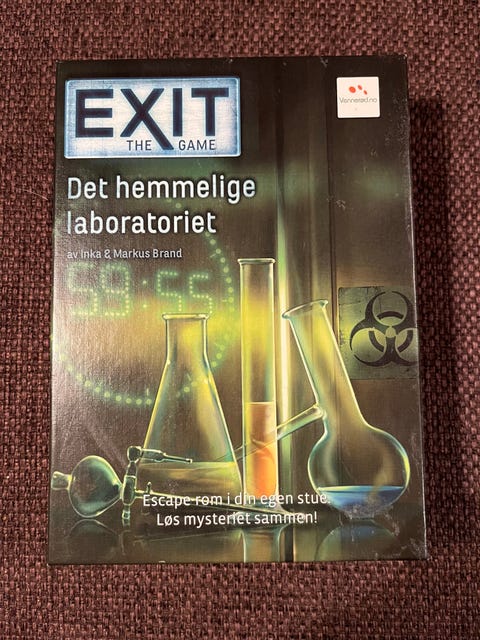 EXIT
THE GAME
Vennerød.no
Det hemmelige
laboratoriet
av Inka & Markus Brand
59:55
Escape-rom i din egen stue.
Løs mysteriet sammen!